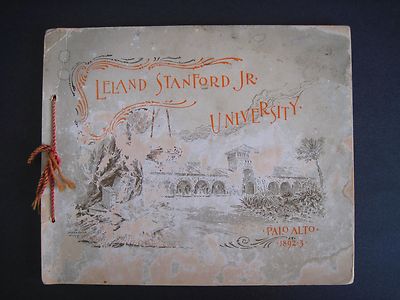 LELAND STANFORD JR.
UNIVERSITY.
·PALO ALTO·
·1892-3·